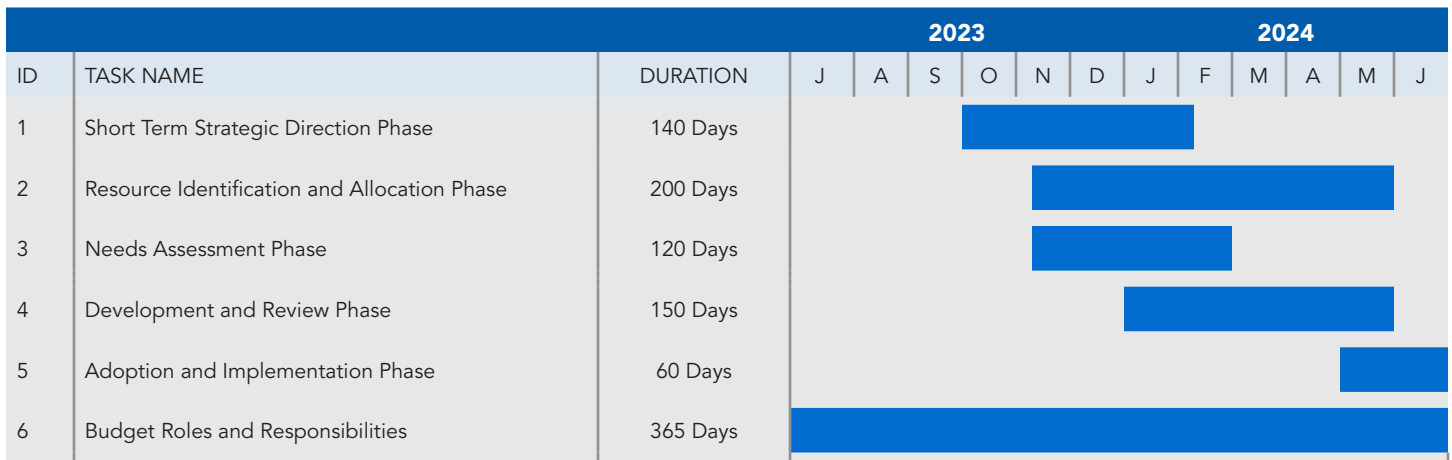 2023 2024
ID TASK NAME DURATION J A S O N D J F M A M J
1 Short Term Strategic Direction Phase 140 Days
2 Resource Identification and Allocation Phase 200 Days
3 Needs Assessment Phase 120 Days
4 Development and Review Phase 150 Days
5 Adoption and Implementation Phase 60 Days
6 Budget Roles and Responsibilities 365 Days